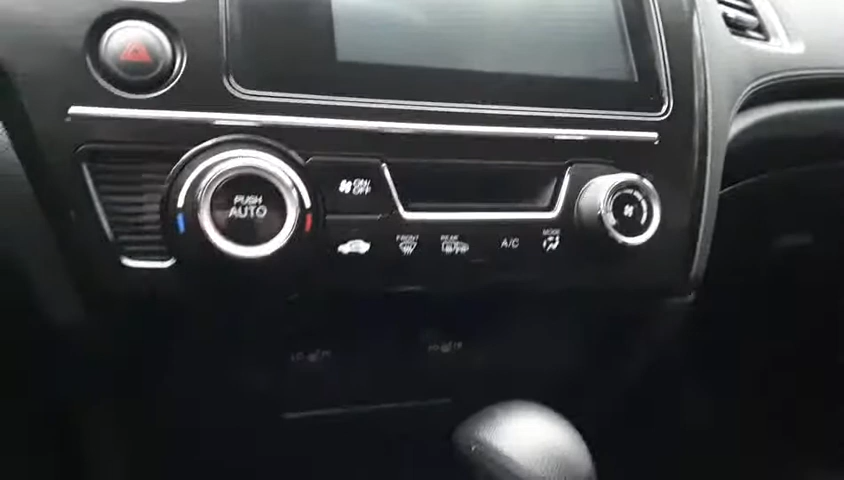 PUSH
AUTO
ON
OFF
FRONT
REAR
A/C
MODE